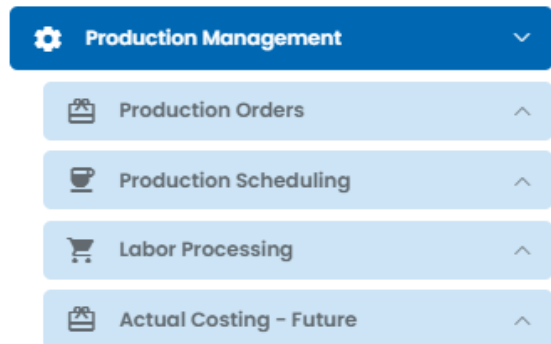 Production Management
Production Orders
Production Scheduling
Labor Processing
Actual Costing - Future